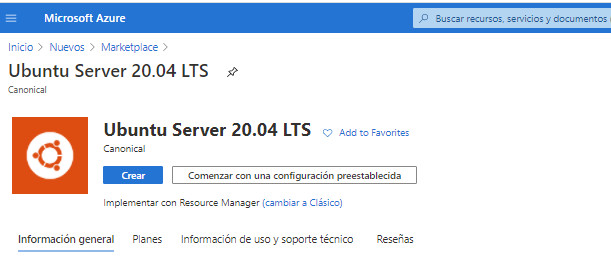 Microsoft Azure
Buscar recursos, servicios y documentos
Inicio > Nuevos > Marketplace >
Ubuntu Server 20.04 LTS
Canonical
Ubuntu Server 20.04 LTS
Add to Favorites
Canonical
Crear
Comenzar con una configuración preestablecida
Implementar con Resource Manager (cambiar a Clásico)
Información general Planes Información de uso y soporte técnico Reseñas